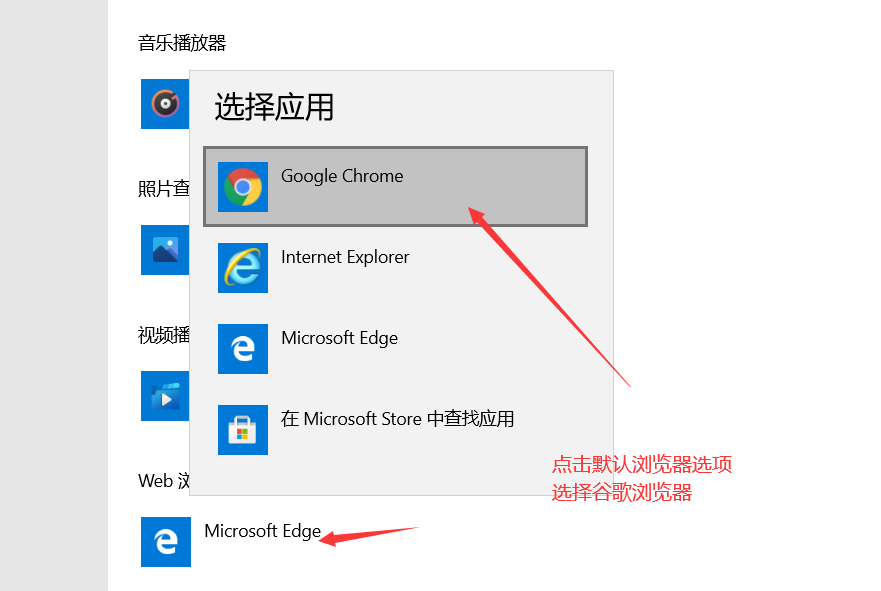 音乐播放器
选择应用
Google Chrome
照片查
Internet Explorer
视频播
Microsoft Edge
在 Microsoft Store 中查找应用
点击默认浏览器选项
选择谷歌浏览器
Web 浏
Microsoft Edge